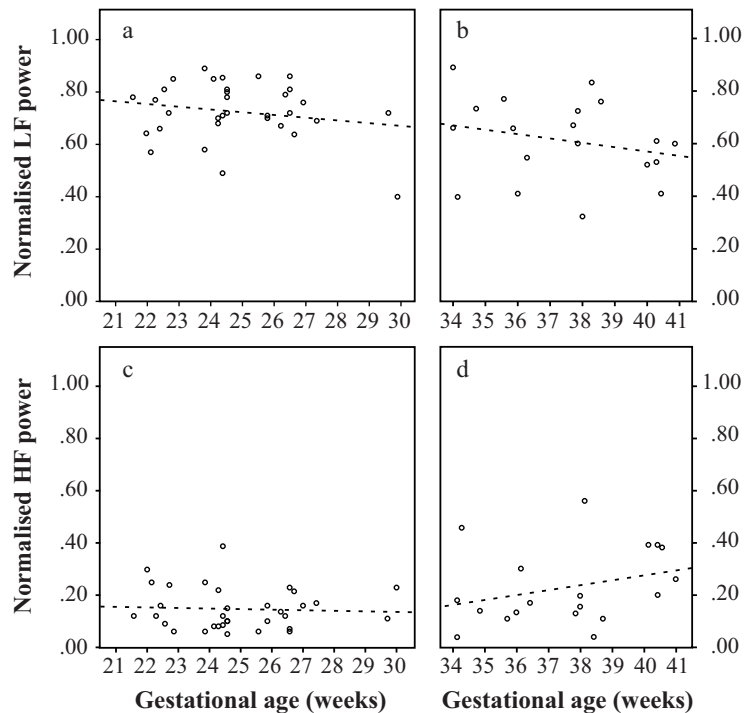 a
b
1.00
.80
.60
.40
.20
.00
1.00
.80
.60
.40
.20
.00
Normalised LF power
21 22 23 24 25 26 27 28 29 30
34 35 36 37 38 39 40 41
c
d
1.00
.80
.60
.40
.20
.00
1.00
.80
.60
.40
.20
.00
Normalised HF power
21 22 23 24 25 26 27 28 29 30
34 35 36 37 38 39 40 41
Gestational age (weeks)
Gestational age (weeks)